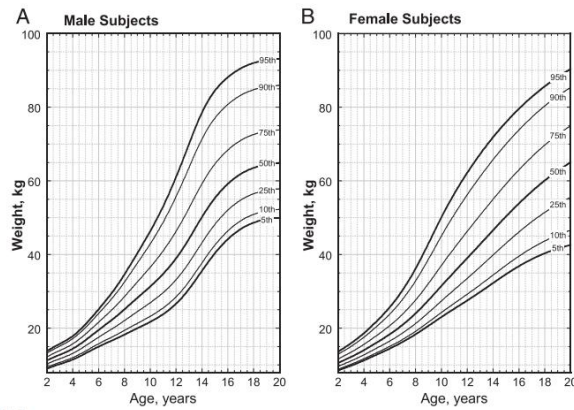 A Male Subjects
100
80
60
40
20
Weight, kg
95th
90th
75th
50th
25th
10th
5th
2 4 6 8 10 12 14 16 18 20
Age, years
B Female Subjects
100
80
60
40
20
Weight, kg
95th
90th
75th
50th
25th
10th
5th
2 4 6 8 10 12 14 16 18 20
Age, years